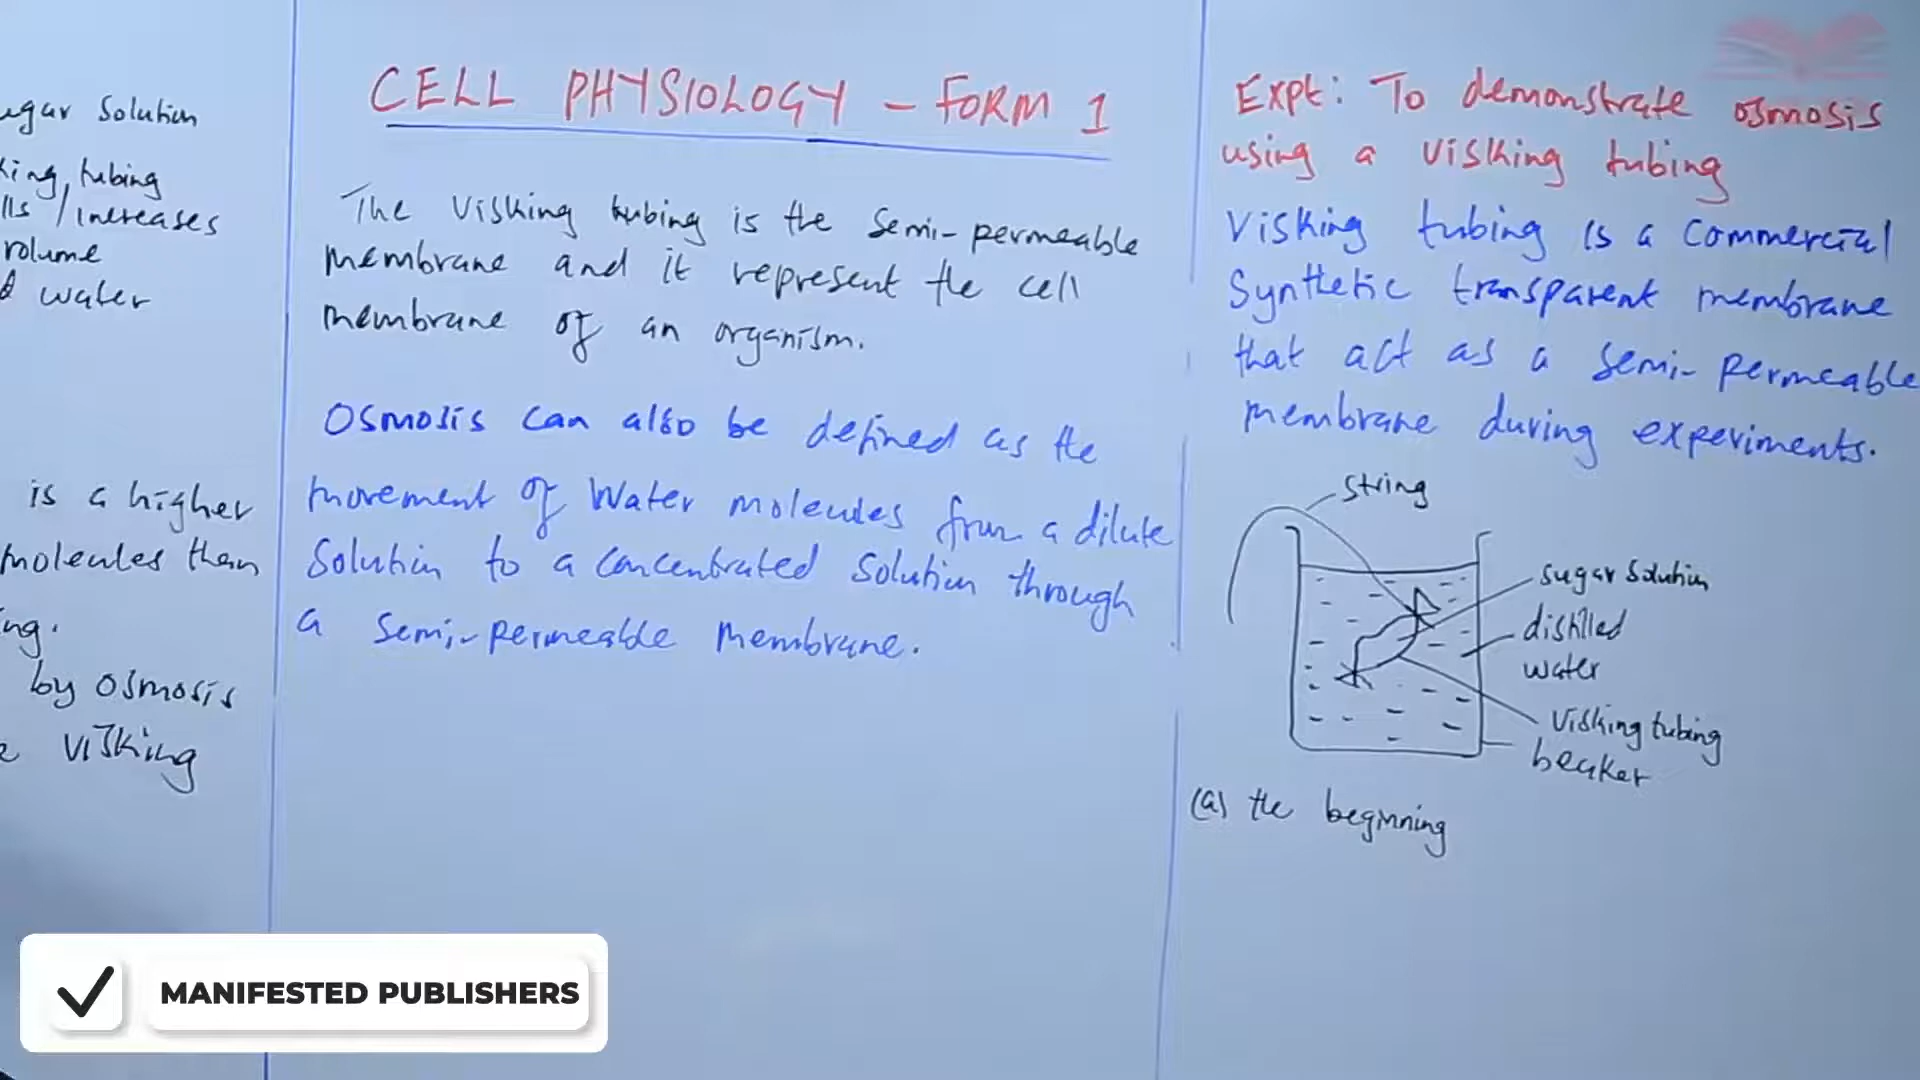 ugar Solution
king tubing
lls / increases
volume
d water
is a higher
molecules than
ing.
by osmosis
e visking
CELL PHYSIOLOGY - FORM 1
The Visking tubing is the semi-permeable
membrane and it represent the cell
membrane of an organism.
Osmosis can also be defined as the
movement of water molecules from a dilute
solution to a concentrated solution through
a semi-permeable membrane.
Expt: To demonstrate osmosis
using a visking tubing
Visking tubing is a commercial
synthetic transparent membrane
that act as a semi-permeable
membrane during experiments.
string
sugar solution
distilled
water
Visking tubing
beaker
(a) the beginning
MANIFESTED PUBLISHERS